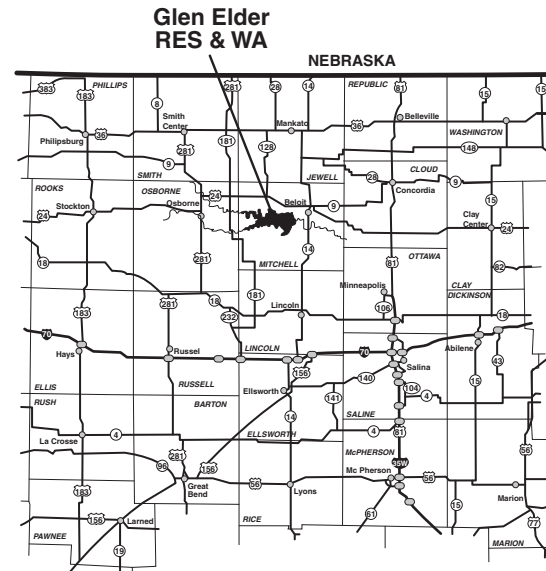 Glen Elder
RES & WA
NEBRASKA
383
PHILLIPS
183
8
281
28
14
REPUBLIC
81
15
15
Smith
Center
Mankato
Belleville
Philipsburg
36
36
WASHINGTON
281
181
128
148
9
SMITH
JEWELL
CLOUD
ROOKS
OSBORNE
24
28
Concordia
9
Stockton
Osborne
Beloit
9
15
24
Clay
Center
24
14
OTTAWA
18
281
MITCHELL
81
82
Minneapolis
CLAY
DICKINSON
281
18
181
Lincoln
106
18
183
232
70
Hays
Russel
LINCOLN
70
Abilene
43
156
Salina
ELLIS
RUSSELL
Ellsworth
140
15
RUSH
BARTON
141
104
4
14
SALINE
La Crosse
4
ELLSWORTH
4
81
281
McPHERSON
56
96
156
35W
183
Great
Bend
56
Lyons
Mc Pherson
56
Marion
156
Larned
RICE
61
15
77
PAWNEE
19
MARION